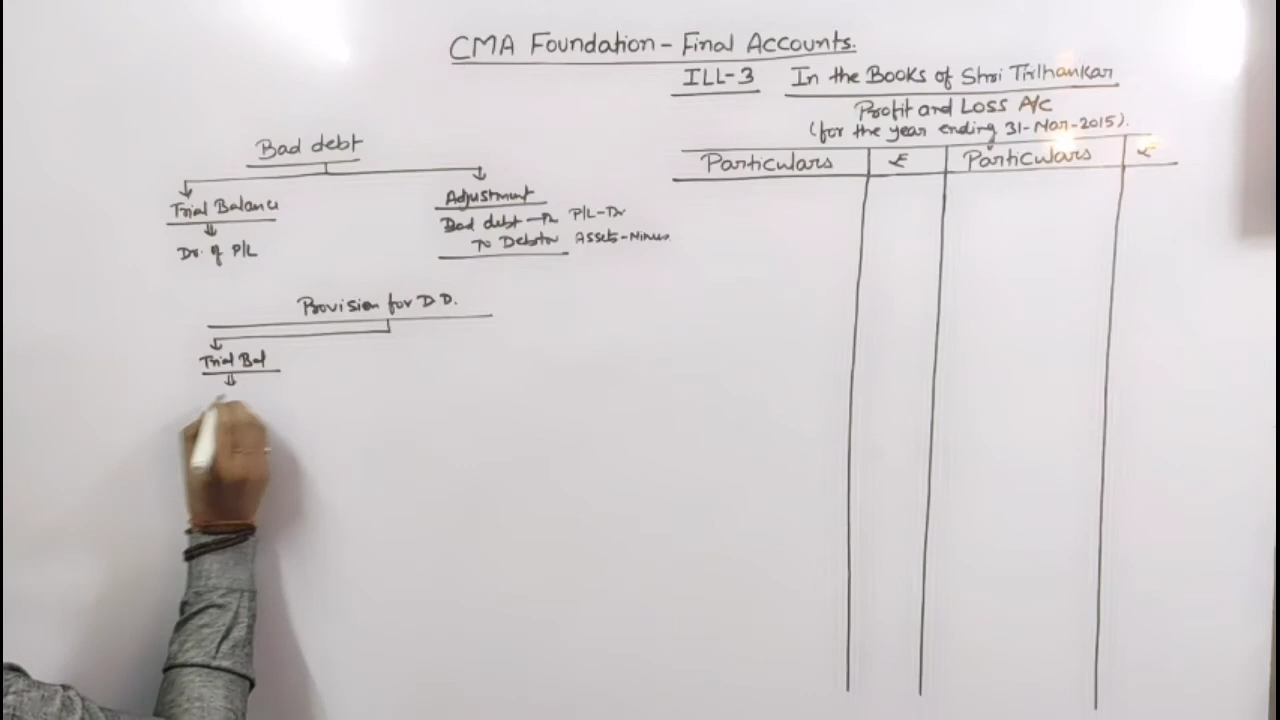 CMA Foundation - Final Accounts.
ILL-3 In the Books of Shri Tirthankar
Profit and Loss A/c
(for the year ending 31-Mar-2015).
Particulars ₹ Particulars ₹
Bad debt
Trial Balance
Dr. of P/L
Adjustment
Bad debt - Dr P/L-Dr
To Debtor Assets-Minus
Provision for D D.
Trial Bal